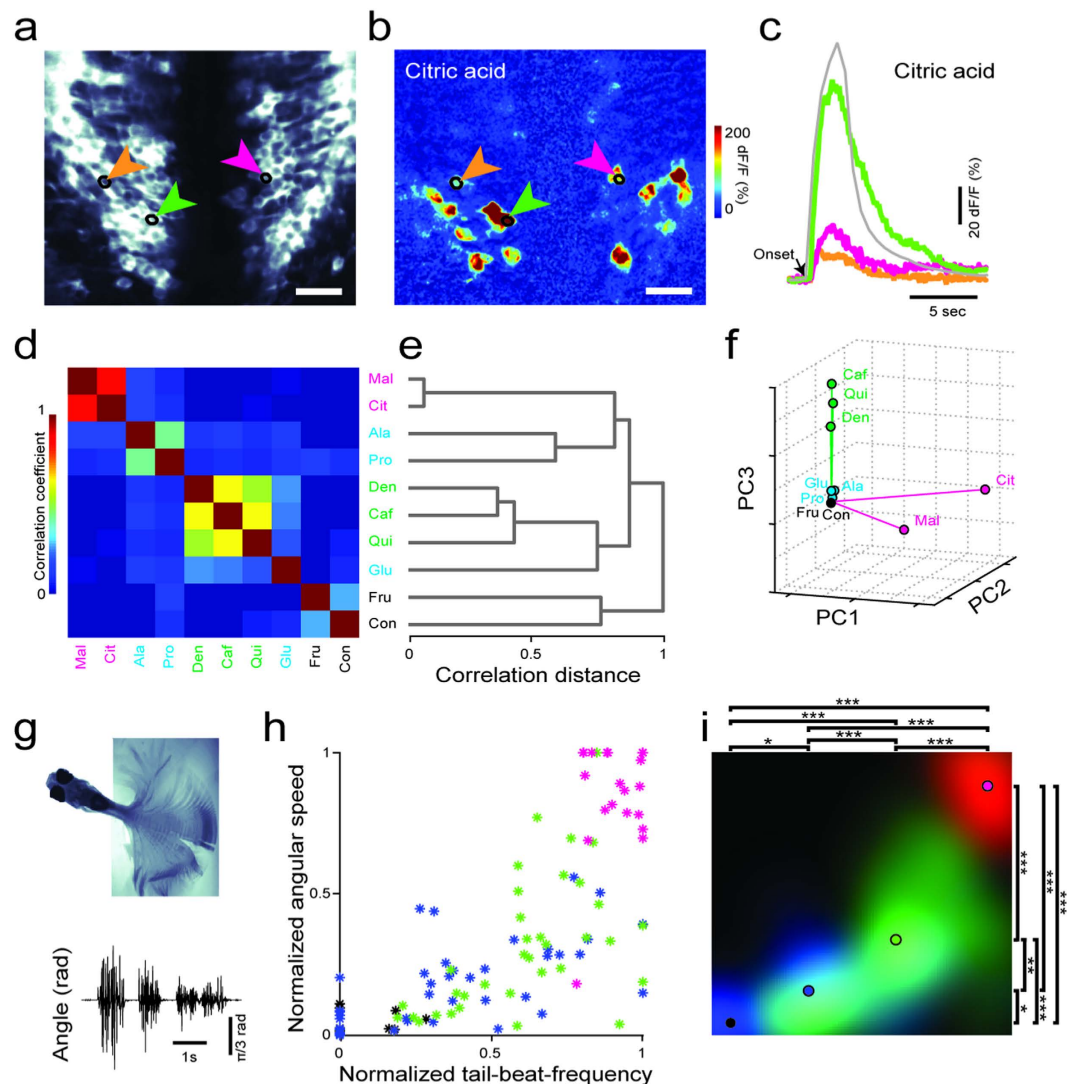 a
b
c
Citric acid
200
dF/F (%)
0
Citric acid
20 dF/F (%)
Onset
5 sec
d
e
f
1
Correlation coefficient
0
Mal
Cit
Ala
Pro
Den
Caf
Qui
Glu
Fru
Con
Mal
Cit
Ala
Pro
Den
Caf
Qui
Glu
Fru
Con
0
0.5
1
Correlation distance
Caf
Qui
Den
Glu
Ala
Pro
Fru
Con
Cit
Mal
PC3
PC1
PC2
g
h
i
Angle (rad)
1s
π/3 rad
1
0.5
0
Normalized angular speed
0
0.5
1
Normalized tail-beat-frequency
***
***
***
*
***
***
***
***
***
***
*
***